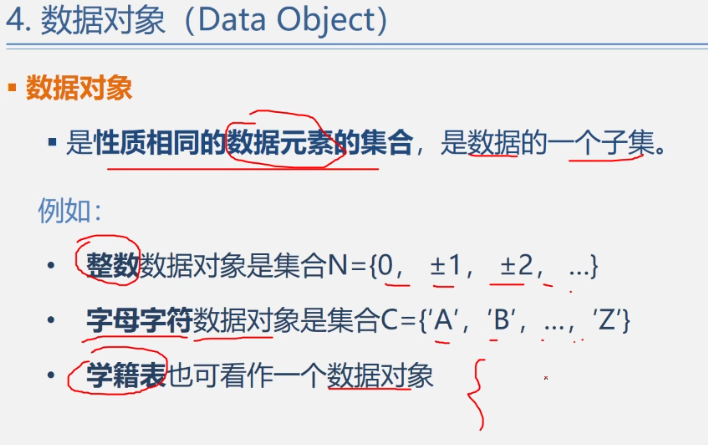 4. 数据对象（Data Object）
▪ 数据对象
▪ 是性质相同的数据元素的集合，是数据的一个子集。
例如：
• 整数数据对象是集合N={0， ±1， ±2， …}
• 字母字符数据对象是集合C={'A'，'B'，…，'Z'}
• 学籍表也可看作一个数据对象